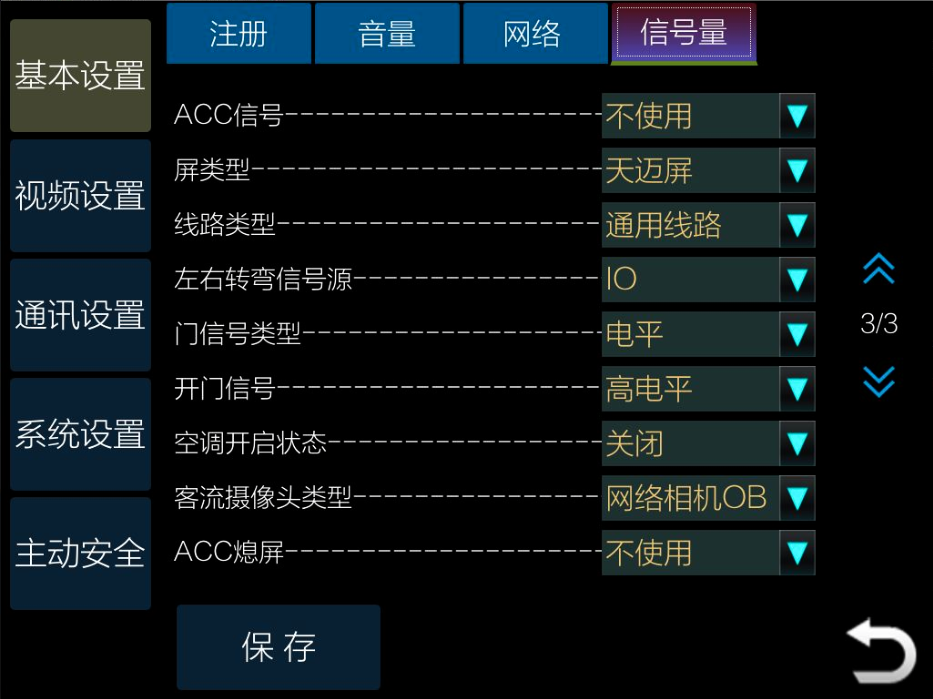 基本设置
视频设置
通讯设置
系统设置
主动安全
注册 音量 网络 信号量
ACC信号 不使用
屏类型 天迈屏
线路类型 通用线路
左右转弯信号源 IO
门信号类型 电平
开门信号 高电平
空调开启状态 关闭
客流摄像头类型 网络相机OB
ACC熄屏 不使用
3/3
保存